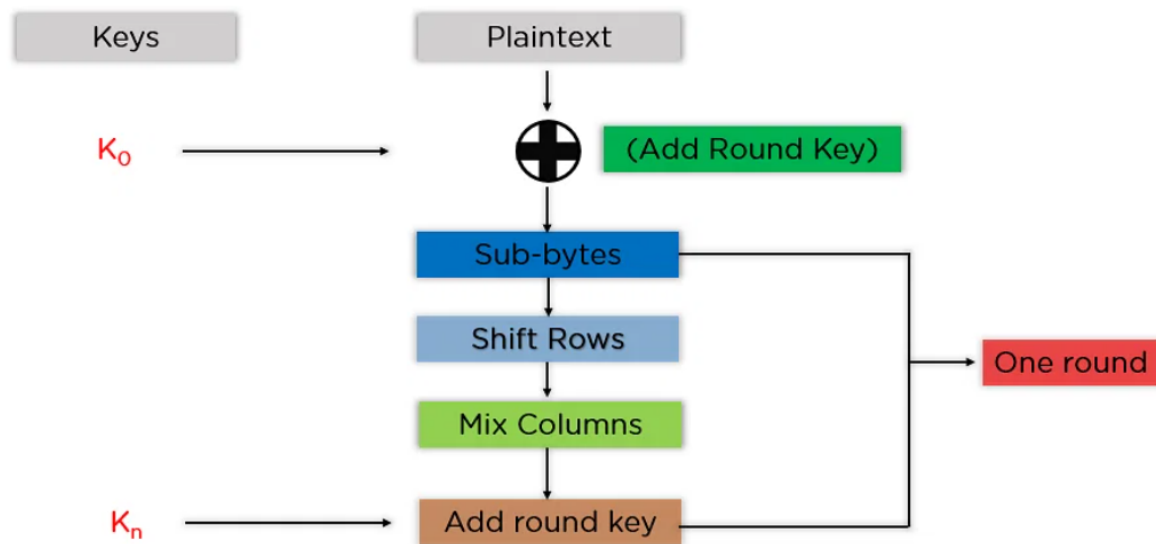 Keys
Plaintext
K₀
(Add Round Key)
Sub-bytes
Shift Rows
One round
Mix Columns
Kₙ
Add round key